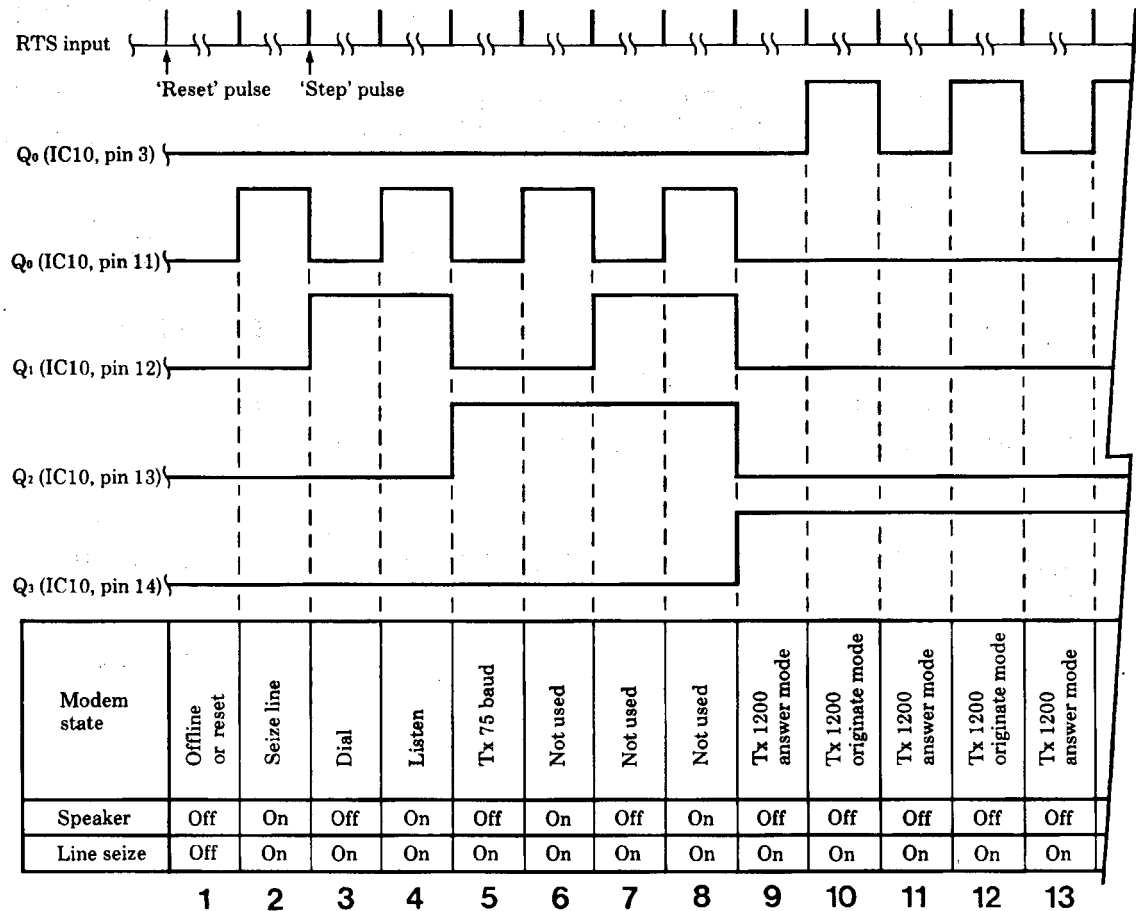 RTS input
'Reset' pulse 'Step' pulse
Q0 (IC10, pin 3)
Q0 (IC10, pin 11)
Q1 (IC10, pin 12)
Q2 (IC10, pin 13)
Q3 (IC10, pin 14)
Modem
state
Offline
or reset
Seize line
Dial
Listen
Tx 75 baud
Not used
Not used
Not used
Tx 1200
answer mode
Tx 1200
originate mode
Tx 1200
answer mode
Tx 1200
originate mode
Tx 1200
answer mode
Speaker Off On Off On Off On Off On Off Off Off Off Off
Line seize Off On On On On On On On On On On On On
1 2 3 4 5 6 7 8 9 10 11 12 13